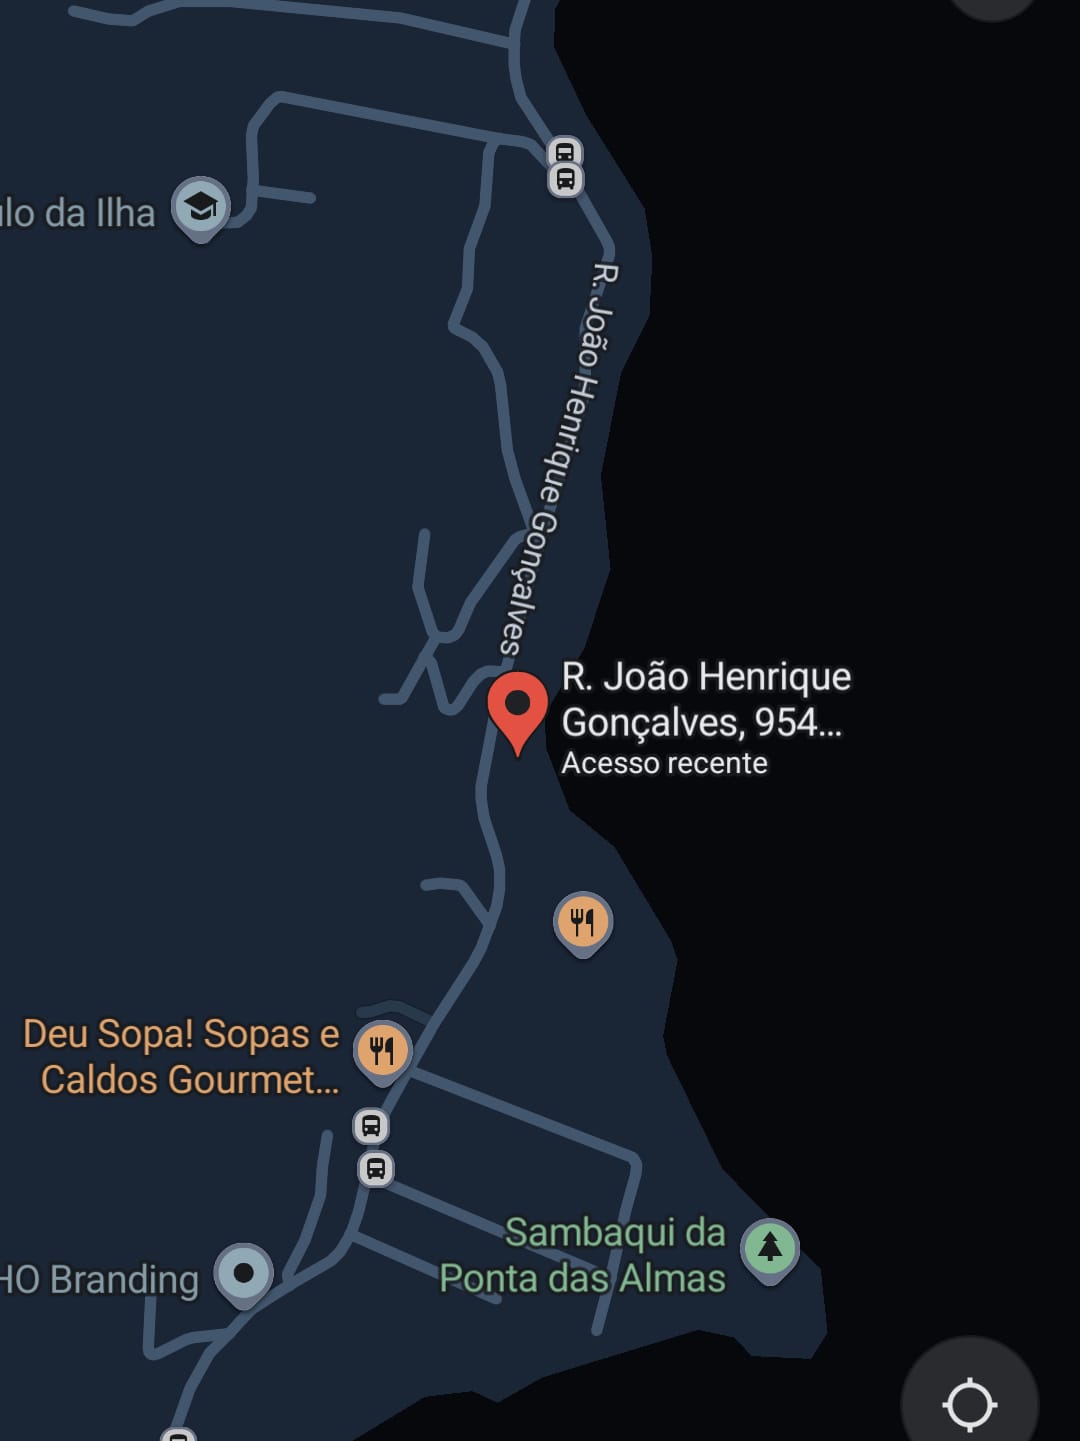 lo da Ilha
R. João Henrique Gonçalves
R. João Henrique
Gonçalves, 954...
Acesso recente
Deu Sopa! Sopas e
Caldos Gourmet...
Sambaqui da
Ponta das Almas
HO Branding